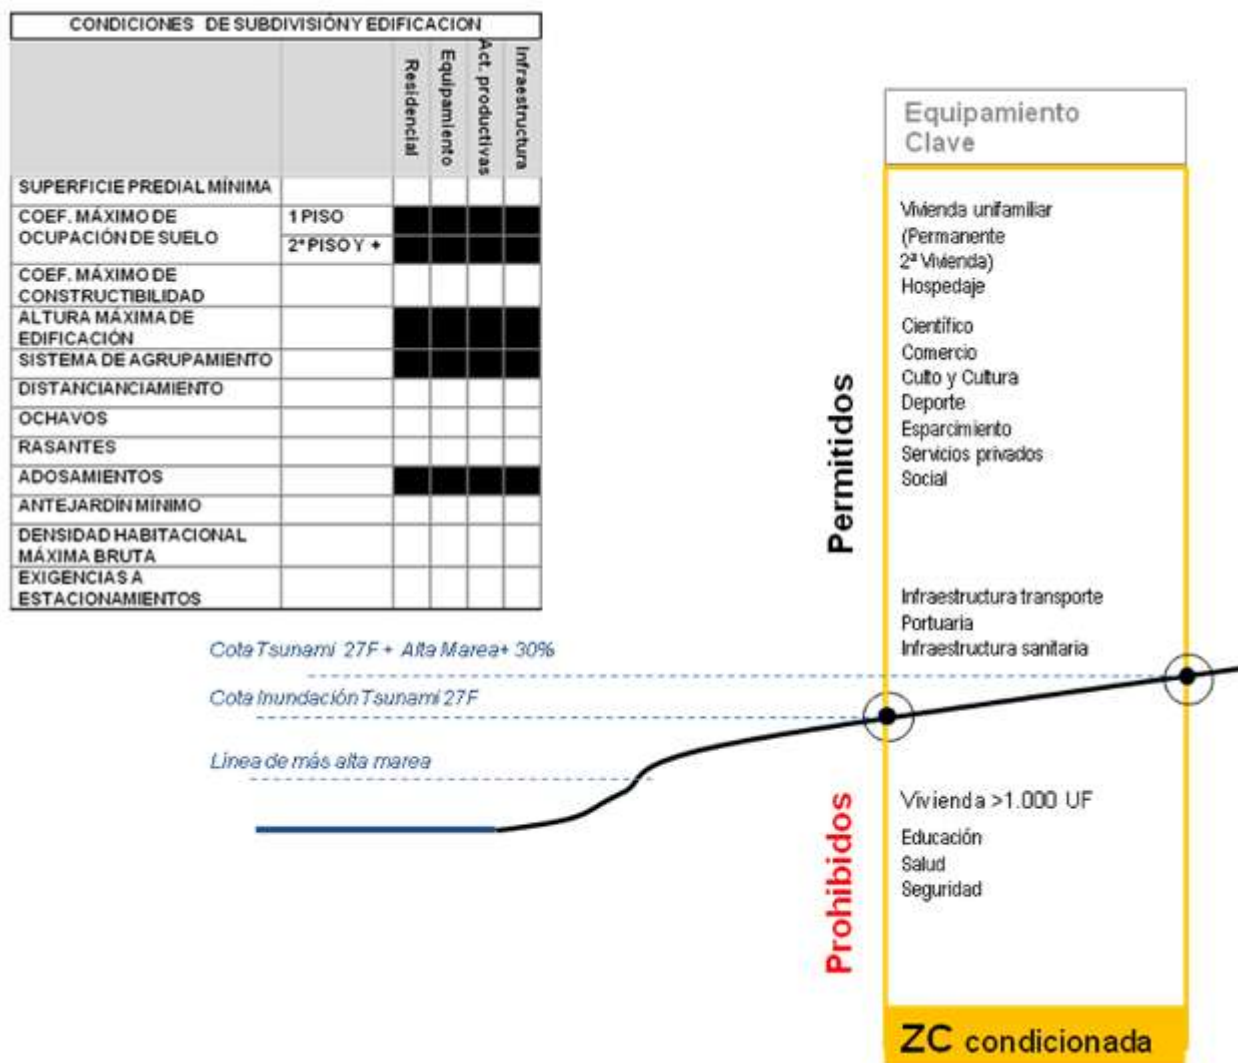 CONDICIONES DE SUBDIVISIÓN Y EDIFICACION
Residencial
Equipamiento
Act. productivas
Infraestructura
SUPERFICIE PREDIAL MÍNIMA
COEF. MÁXIMO DE
OCUPACIÓN DE SUELO
1 PISO
2º PISO Y +
COEF. MÁXIMO DE
CONSTRUCTIBILIDAD
ALTURA MÁXIMA DE
EDIFICACIÓN
SISTEMA DE AGRUPAMIENTO
DISTANCIANCIAMIENTO
OCHAVOS
RASANTES
ADOSAMIENTOS
ANTEJARDÍN MÍNIMO
DENSIDAD HABITACIONAL
MÁXIMA BRUTA
EXIGENCIAS A
ESTACIONAMIENTOS
Cota Tsunami 27F + Alta Marea+ 30%
Cota Inundación Tsunami 27F
Línea de más alta marea
Equipamiento
Clave
Permitidos
Vivienda unifamiliar
(Permanente
2ª Vivienda)
Hospedaje
Científico
Comercio
Culto y Cultura
Deporte
Esparcimiento
Servicios privados
Social
Infraestructura transporte
Portuaria
Infraestructura sanitaria
Prohibidos
Vivienda >1.000 UF
Educación
Salud
Seguridad
ZC condicionada